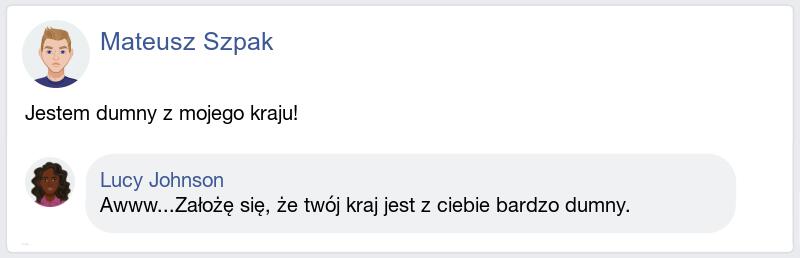 Mateusz Szpak
Jestem dumny z mojego kraju!
Lucy Johnson
Awww...Założę się, że twój kraj jest z ciebie bardzo dumny.